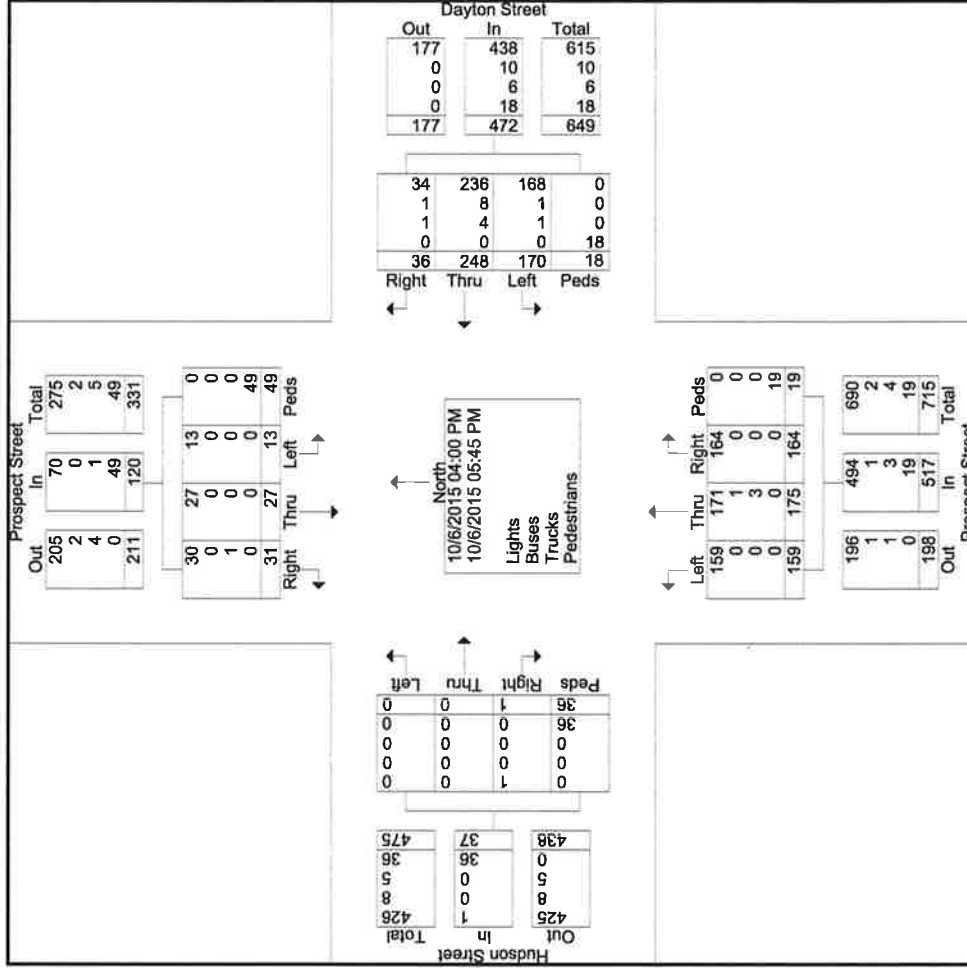 Dayton Street
Out In Total
177 438 615
0 10 10
0 6 6
0 18 18
177 472 649
34 236 168 0
1 8 1 0
1 4 1 0
0 0 0 18
36 248 170 18
Right Thru Left Peds
Prospect Street
Out In Total
205 70 275
2 0 2
4 1 5
0 49 49
211 120 331
30 27 13 0
0 0 0 0
1 0 0 0
0 0 0 49
31 27 13 49
Right Thru Left Peds
North
10/6/2015 04:00 PM
10/6/2015 05:45 PM
Lights
Buses
Trucks
Pedestrians
Left Thru Right Peds
159 171 164 0
0 1 0 0
0 3 0 0
0 0 0 19
159 175 164 19
196 494 690
1 1 2
1 3 4
0 19 19
198 517 715
Out In Total
Prospect Street
Hudson Street
Out In Total
425 1 426
8 0 8
5 0 5
0 36 36
438 37 475
0 1 0 0
0 0 0 0
0 0 0 0
36 0 0 0
36 1 0 0
Peds Right Thru Left